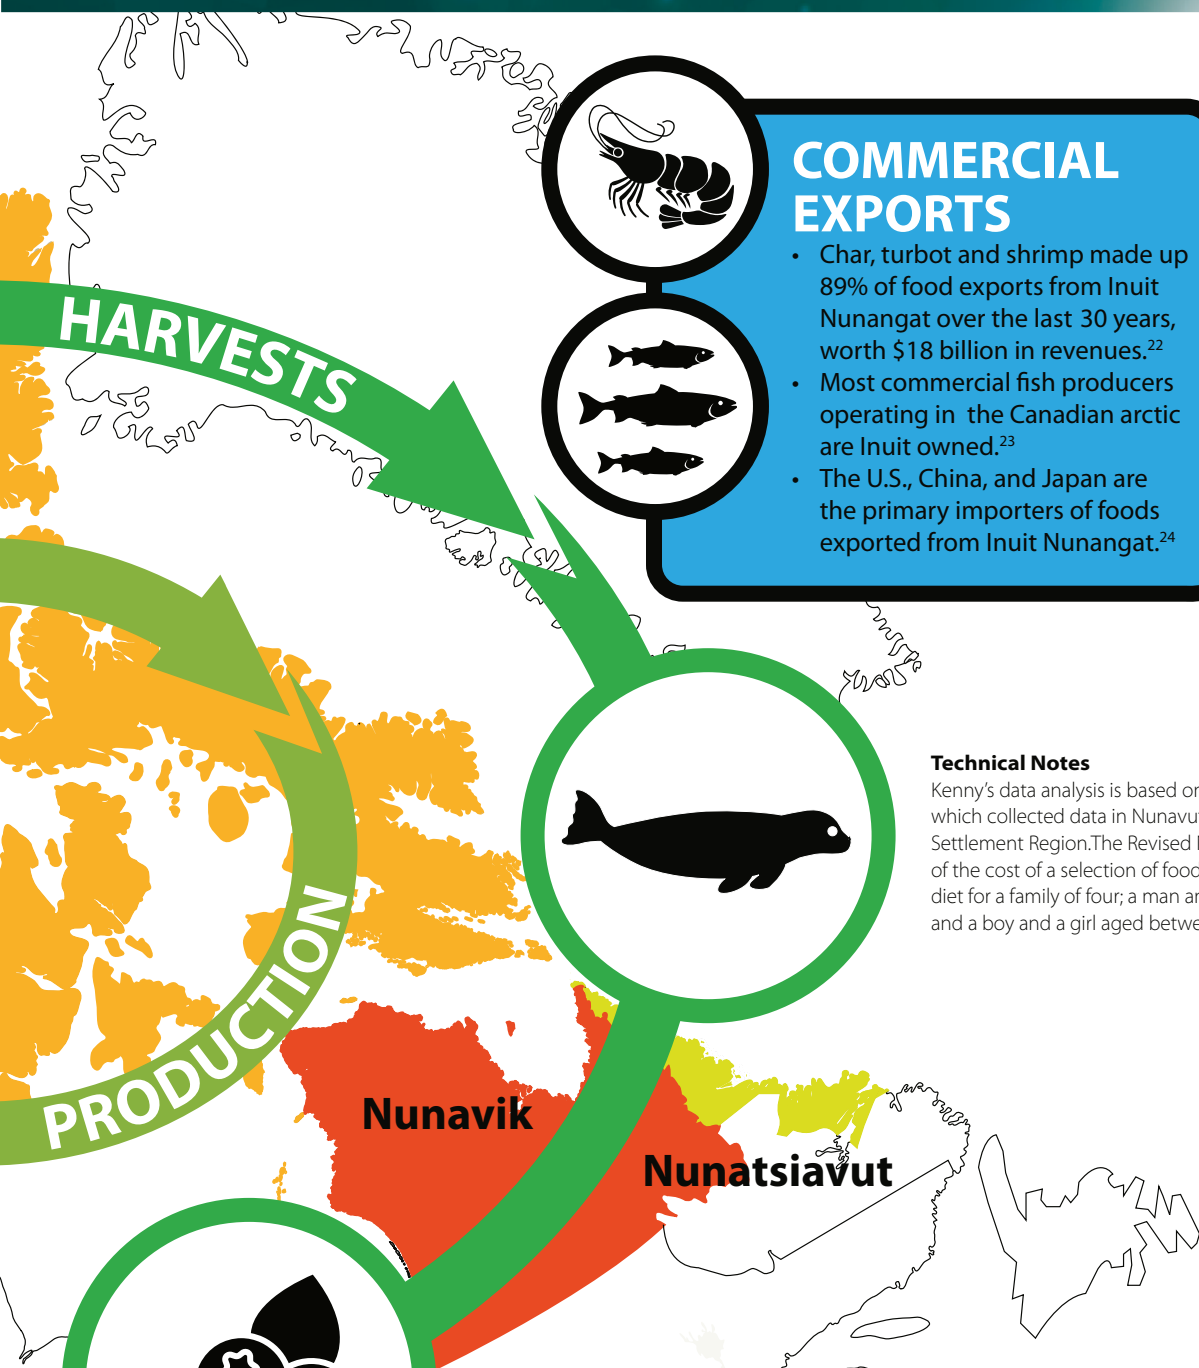 COMMERCIAL
EXPORTS
• Char, turbot and shrimp made up
89% of food exports from Inuit
Nunangat over the last 30 years,
worth $18 billion in revenues.22
• Most commercial fish producers
operating in the Canadian arctic
are Inuit owned.23
• The U.S., China, and Japan are
the primary importers of foods
exported from Inuit Nunangat.24
HARVESTS
Technical Notes
Kenny’s data analysis is based on
which collected data in Nunavut
Settlement Region.The Revised
of the cost of a selection of food
diet for a family of four; a man
and a boy and a girl aged
PRODUCTION
Nunavik
Nunatsiavut